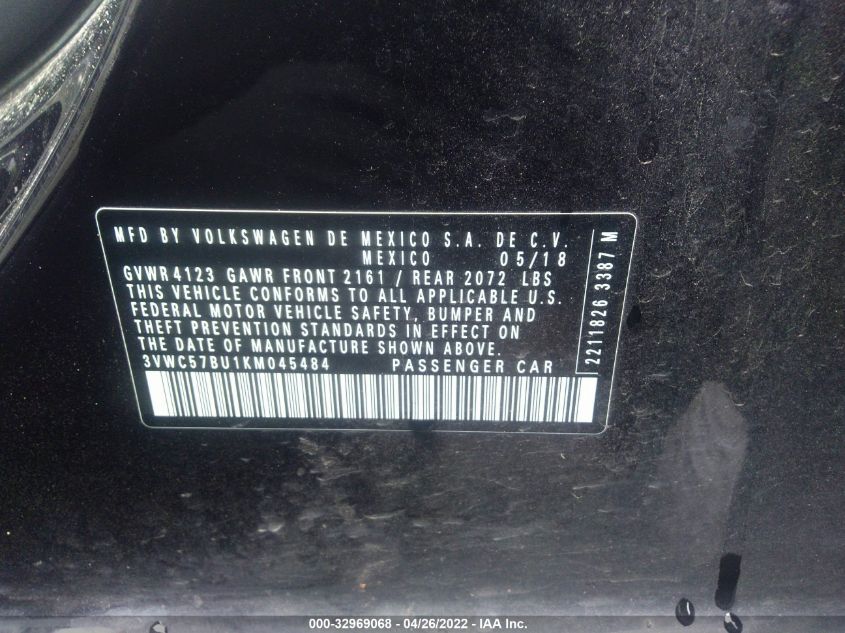 MFD BY VOLKSWAGEN DE MEXICO S.A. DE C.V.
MEXICO 05/18
GVWR 4123 GAWR FRONT 2161 / REAR 2072 LBS
THIS VEHICLE CONFORMS TO ALL APPLICABLE U.S.
FEDERAL MOTOR VEHICLE SAFETY, BUMPER AND
THEFT PREVENTION STANDARDS IN EFFECT ON
THE DATE OF MANUFACTURE SHOWN ABOVE.
3VWC57BU1KM045484 PASSENGER CAR
2211826 3387 M
000-32969068 - 04/26/2022 - IAA Inc.